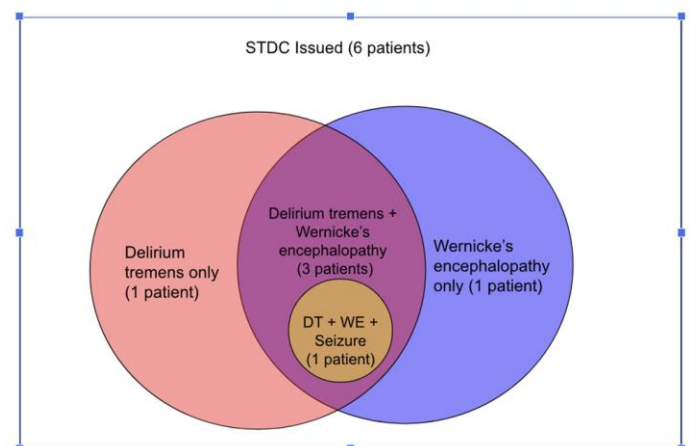 STDC Issued (6 patients)
Delirium
tremens only
(1 patient)
Delirium tremens +
Wernicke's
encephalopathy
(3 patients)
DT + WE +
Seizure
(1 patient)
Wernicke's
encephalopathy
only (1 patient)